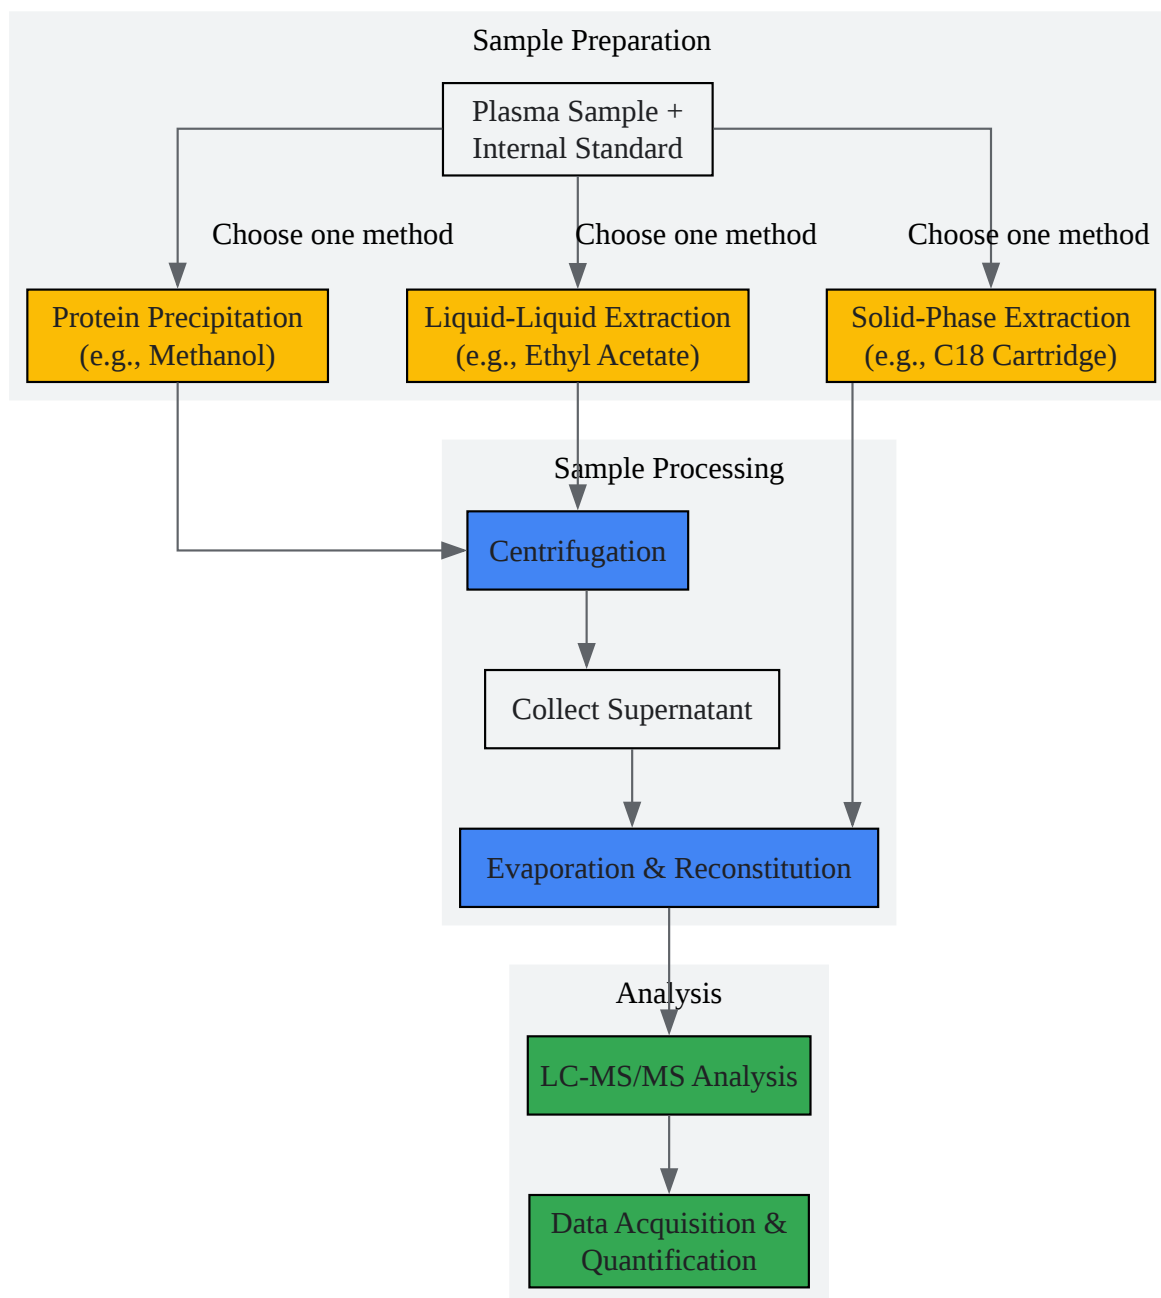 Sample Preparation
Plasma Sample +
Internal Standard
Choose one method
Choose one method
Choose one method
Protein Precipitation
(e.g., Methanol)
Liquid-Liquid Extraction
(e.g., Ethyl Acetate)
Solid-Phase Extraction
(e.g., C18 Cartridge)
Sample Processing
Centrifugation
Collect Supernatant
Evaporation & Reconstitution
Analysis
LC-MS/MS Analysis
Data Acquisition &
Quantification